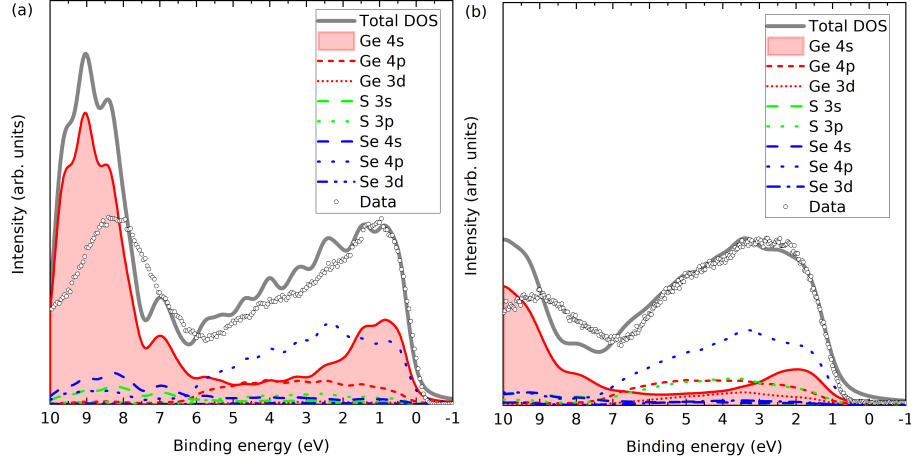 (a)
Intensity (arb. units)
Total DOS
Ge 4s
Ge 4p
Ge 3d
S 3s
S 3p
Se 4s
Se 4p
Se 3d
Data
10 9 8 7 6 5 4 3 2 1 0 -1
Binding energy (eV)
(b)
Intensity (arb. units)
Total DOS
Ge 4s
Ge 4p
Ge 3d
S 3s
S 3p
Se 4s
Se 4p
Se 3d
Data
10 9 8 7 6 5 4 3 2 1 0 -1
Binding energy (eV)